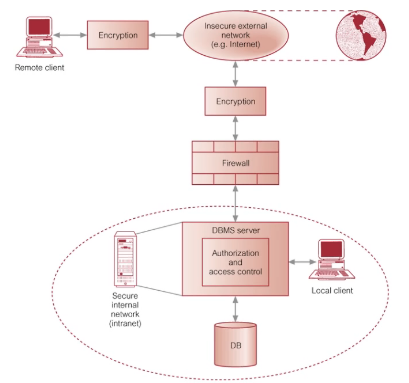 Remote client
Encryption
Insecure external
network
(e.g. Internet)
Encryption
Firewall
DBMS server
Authorization
and
access control
Secure
internal
network
(intranet)
Local client
DB